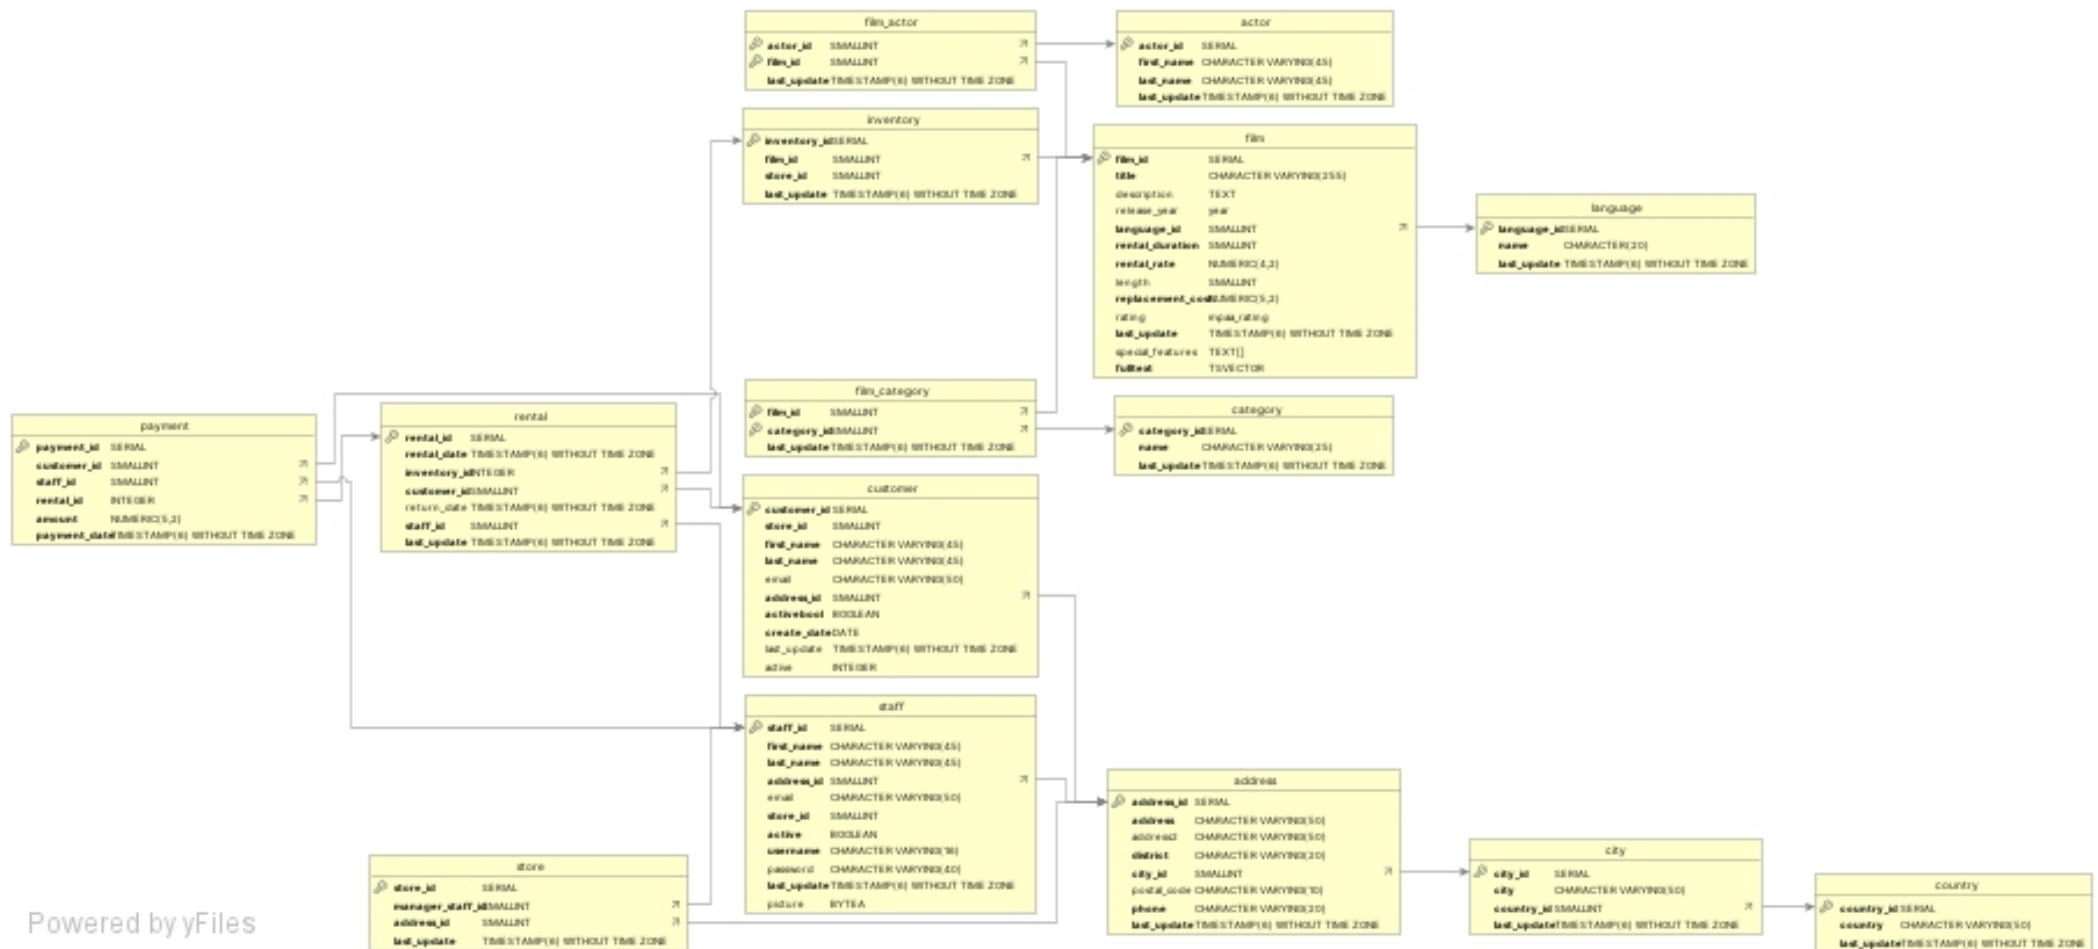 film_actor
actor_id SMALLINT
film_id SMALLINT
last_update TIMESTAMP(6) WITHOUT TIME ZONE
actor
actor_id SERIAL
first_name CHARACTER VARYING(45)
last_name CHARACTER VARYING(45)
last_update TIMESTAMP(6) WITHOUT TIME ZONE
inventory
inventory_id SERIAL
film_id SMALLINT
store_id SMALLINT
last_update TIMESTAMP(6) WITHOUT TIME ZONE
film
film_id SERIAL
title CHARACTER VARYING(255)
description TEXT
release_year year
language_id SMALLINT
rental_duration SMALLINT
rental_rate NUMERIC(4,2)
length SMALLINT
replacement_cost NUMERIC(5,2)
rating mpaa_rating
last_update TIMESTAMP(6) WITHOUT TIME ZONE
special_features TEXT[]
fulltext TSVECTOR
language
language_id SERIAL
name CHARACTER(20)
last_update TIMESTAMP(6) WITHOUT TIME ZONE
film_category
film_id SMALLINT
category_id SMALLINT
last_update TIMESTAMP(6) WITHOUT TIME ZONE
category
category_id SERIAL
name CHARACTER VARYING(25)
last_update TIMESTAMP(6) WITHOUT TIME ZONE
payment
payment_id SERIAL
customer_id SMALLINT
staff_id SMALLINT
rental_id INTEGER
amount NUMERIC(5,2)
payment_date TIMESTAMP(6) WITHOUT TIME ZONE
rental
rental_id SERIAL
rental_date TIMESTAMP(6) WITHOUT TIME ZONE
inventory_id INTEGER
customer_id SMALLINT
return_date TIMESTAMP(6) WITHOUT TIME ZONE
staff_id SMALLINT
last_update TIMESTAMP(6) WITHOUT TIME ZONE
customer
customer_id SERIAL
store_id SMALLINT
first_name CHARACTER VARYING(45)
last_name CHARACTER VARYING(45)
email CHARACTER VARYING(50)
address_id SMALLINT
activebool BOOLEAN
create_date DATE
last_update TIMESTAMP(6) WITHOUT TIME ZONE
active INTEGER
staff
staff_id SERIAL
first_name CHARACTER VARYING(45)
last_name CHARACTER VARYING(45)
address_id SMALLINT
email CHARACTER VARYING(50)
store_id SMALLINT
active BOOLEAN
username CHARACTER VARYING(16)
password CHARACTER VARYING(40)
last_update TIMESTAMP(6) WITHOUT TIME ZONE
picture BYTEA
address
address_id SERIAL
address CHARACTER VARYING(50)
address2 CHARACTER VARYING(50)
district CHARACTER VARYING(20)
city_id SMALLINT
postal_code CHARACTER VARYING(10)
phone CHARACTER VARYING(20)
last_update TIMESTAMP(6) WITHOUT TIME ZONE
store
store_id SERIAL
manager_staff_id SMALLINT
address_id SMALLINT
last_update TIMESTAMP(6) WITHOUT TIME ZONE
city
city_id SERIAL
city CHARACTER VARYING(50)
country_id SMALLINT
last_update TIMESTAMP(6) WITHOUT TIME ZONE
country
country_id SERIAL
country CHARACTER VARYING(50)
last_update TIMESTAMP(6) WITHOUT TIME ZONE
Powered by yFiles